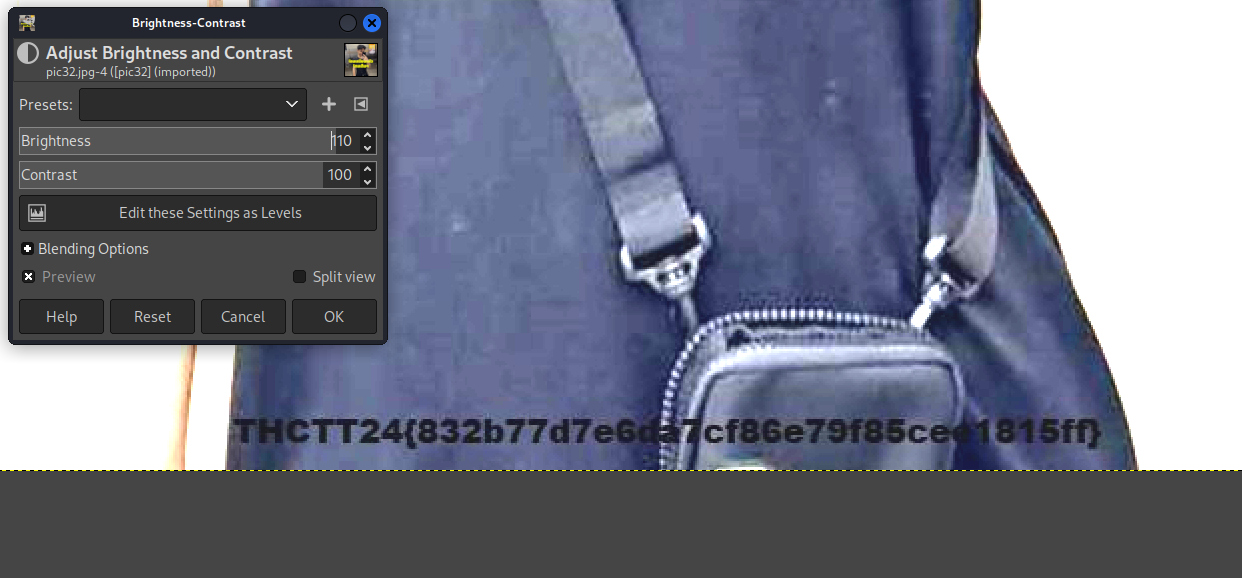 Brightness-Contrast
Adjust Brightness and Contrast
pic32.jpg-4 ([pic32] (imported))
Presets:
Brightness 110
Contrast 100
Edit these Settings as Levels
Blending Options
Preview Split view
Help Reset Cancel OK
THCTT24{832b77d7e6da7cf86e79f85cee1815ff}